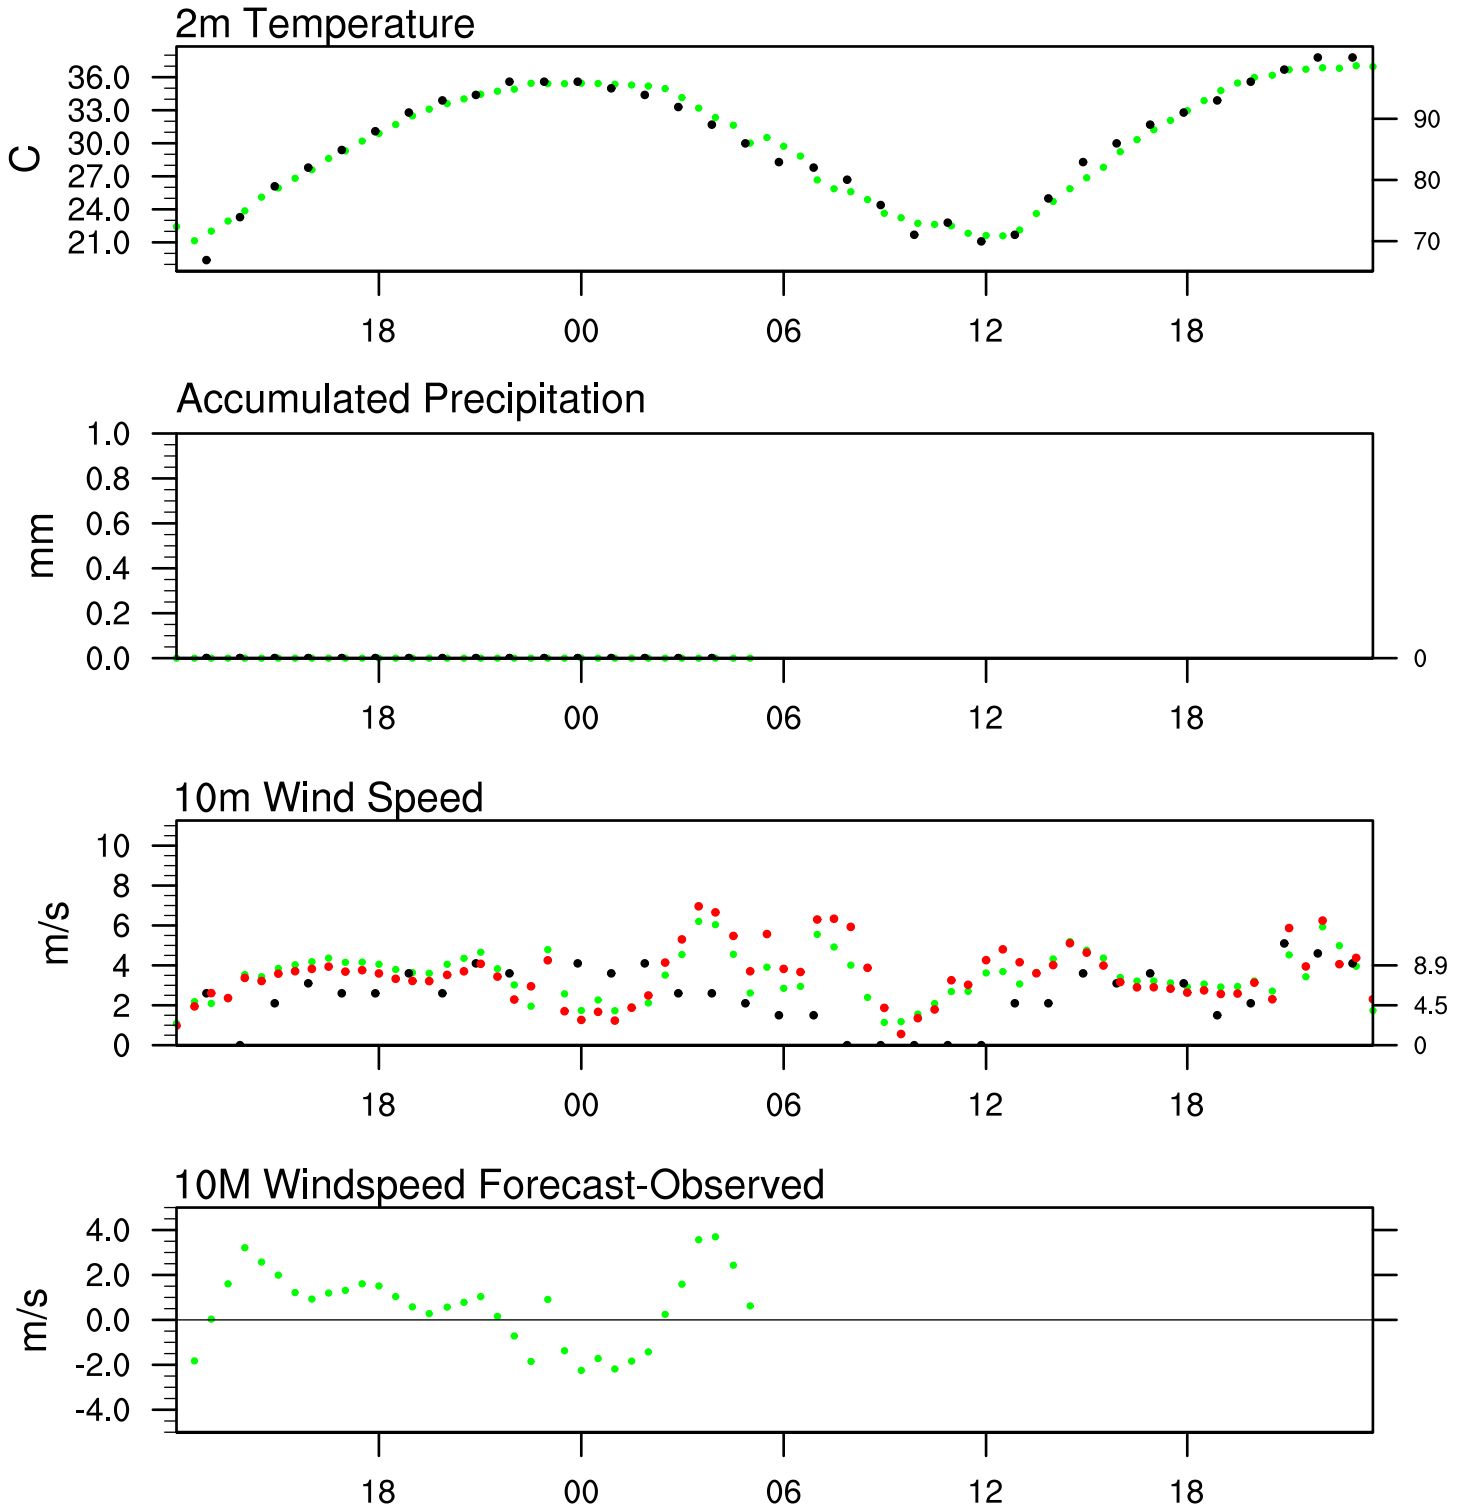 2m Temperature
36.0
33.0
30.0
27.0
24.0
21.0
C
90
80
70
18 00 06 12 18
Accumulated Precipitation
1.0
0.8
0.6
0.4
0.2
0.0
mm
0
18 00 06 12 18
10m Wind Speed
10
8
6
4
2
0
m/s
8.9
4.5
0
18 00 06 12 18
10M Windspeed Forecast-Observed
4.0
2.0
0.0
-2.0
-4.0
m/s
18 00 06 12 18